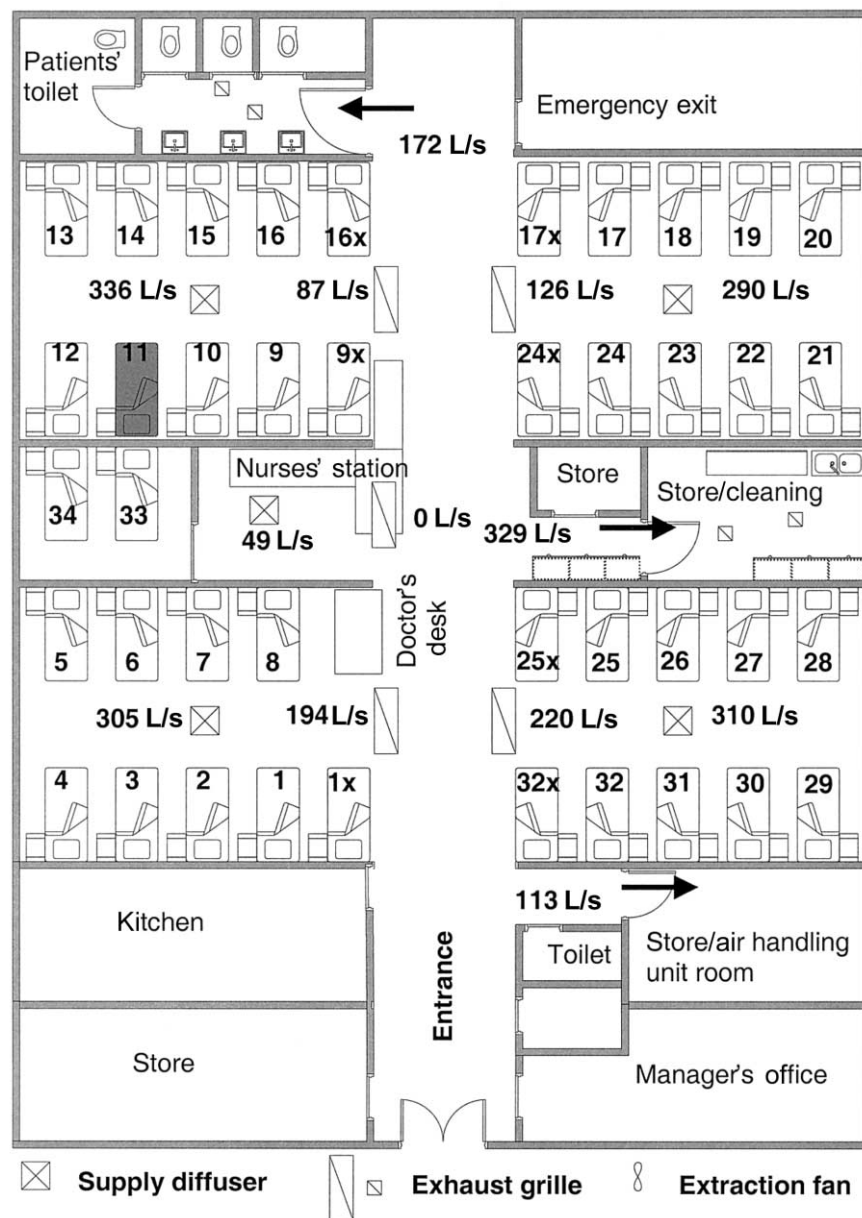 Patients'
toilet
Emergency exit
172 L/s
13 14 15 16 16x
17x 17 18 19 20
336 L/s 87 L/s 126 L/s 290 L/s
12 11 10 9 9x
24x 24 23 22 21
Nurses' station
Store
Store/cleaning
34 33
49 L/s 0 L/s 329 L/s
Doctor's
desk
5 6 7 8
25x 25 26 27 28
305 L/s 194 L/s 220 L/s 310 L/s
4 3 2 1 1x
32x 32 31 30 29
113 L/s
Kitchen
Toilet
Store/air handling
unit room
Entrance
Store
Manager's office
Supply diffuser
Exhaust grille
Extraction fan